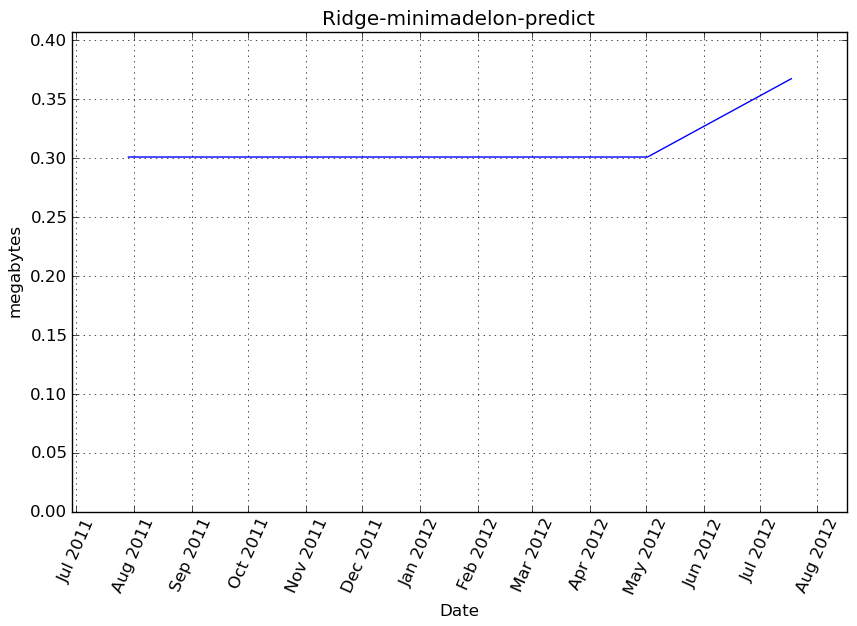 Ridge-minimadelon-predict
0.40
0.35
0.30
0.25
0.20
0.15
0.10
0.05
0.00
megabytes
Jul 2011
Aug 2011
Sep 2011
Oct 2011
Nov 2011
Dec 2011
Jan 2012
Feb 2012
Mar 2012
Apr 2012
May 2012
Jun 2012
Jul 2012
Aug 2012
Date